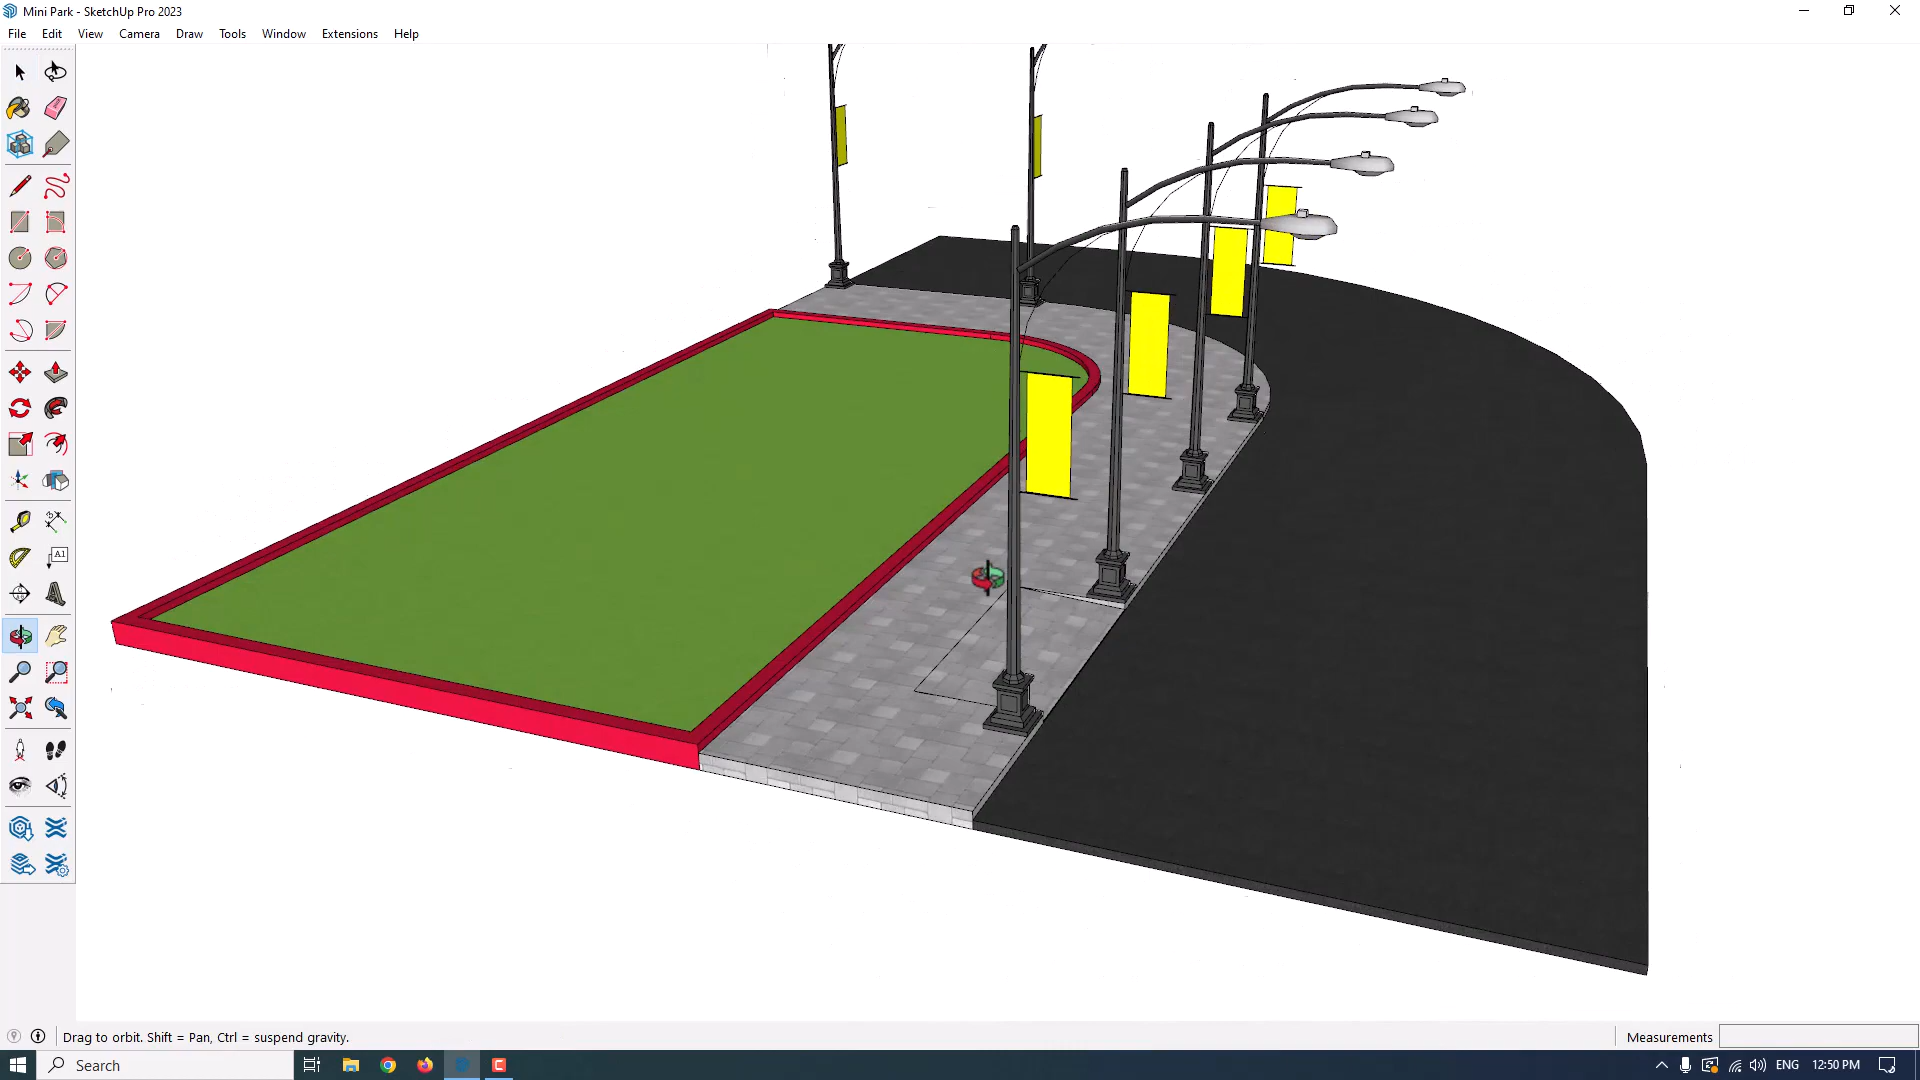 Mini Park - SketchUp Pro 2023
File Edit View Camera Draw Tools Window Extensions Help
A1
Drag to orbit. Shift = Pan, Ctrl = suspend gravity.
Measurements
Search
ENG 12:50 PM